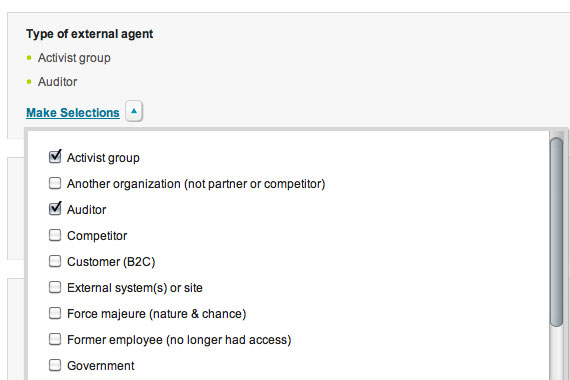 Type of external agent
Activist group
Auditor
Make Selections
Activist group
Another organization (not partner or competitor)
Auditor
Competitor
Customer (B2C)
External system(s) or site
Force majeure (nature & chance)
Former employee (no longer had access)
Government